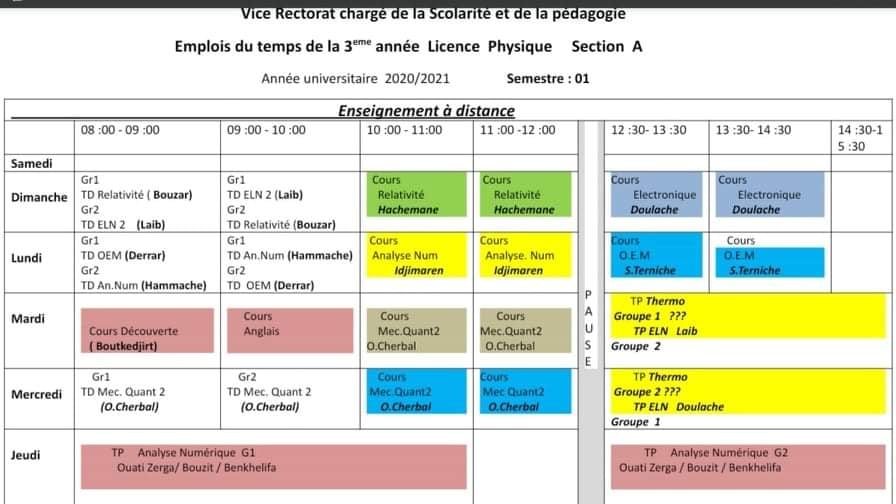 Vice Rectorat chargé de la Scolarité et de la pédagogie
Emplois du temps de la 3eme année Licence Physique Section A
Année universitaire 2020/2021 Semestre : 01
Enseignement à distance
08 :00 - 09 :00 09 :00 - 10 :00 10 :00 - 11:00 11 :00 -12 :00 12 :30- 13 :30 13 :30- 14 :30 14 :30-1
5 :30
Samedi
Dimanche
Gr1
TD Relativité ( Bouzar)
Gr2
TD ELN 2 (Laib)
Gr1
TD ELN 2 (Laib)
Gr2
TD Relativité (Bouzar)
Cours
Relativité
Hachemane
Cours
Relativité
Hachemane
Cours
Electronique
Doulache
Cours
Electronique
Doulache
Lundi
Gr1
TD OEM (Derrar)
Gr2
TD An.Num (Hammache)
Gr1
TD An.Num (Hammache)
Gr2
TD OEM (Derrar)
Cours
Analyse Num
Idjimaren
Cours
Analyse. Num
Idjimaren
Cours
O.E.M
S.Terniche
Cours
O.E.M
S.Terniche
PAUSE
Mardi
Cours Découverte
( Boutkedjirt)
Cours
Anglais
Cours
Mec.Quant2
O.Cherbal
Cours
Mec.Quant2
O.Cherbal
TP Thermo
Groupe 1 ???
TP ELN Laib
Groupe 2
Mercredi
Gr1
TD Mec. Quant 2
(O.Cherbal)
Gr2
TD Mec. Quant 2
(O.Cherbal)
Cours
Mec.Quant2
O.Cherbal
Cours
Mec Quant2
O.Cherbal
TP Thermo
Groupe 2 ???
TP ELN Doulache
Groupe 1
Jeudi
TP Analyse Numérique G1
Ouati Zerga/ Bouzit / Benkhelifa
TP Analyse Numérique G2
Ouati Zerga / Bouzit / Benkhelifa